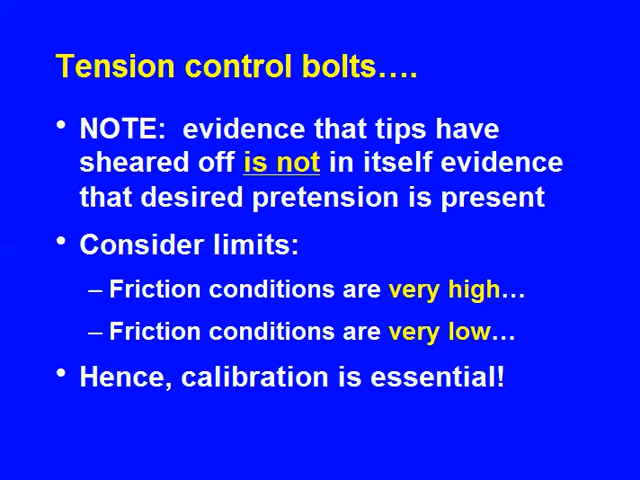 Tension control bolts….
• NOTE:  evidence that tips have
sheared off is not in itself evidence
that desired pretension is present
• Consider limits:
– Friction conditions are very high…
– Friction conditions are very low…
• Hence, calibration is essential!